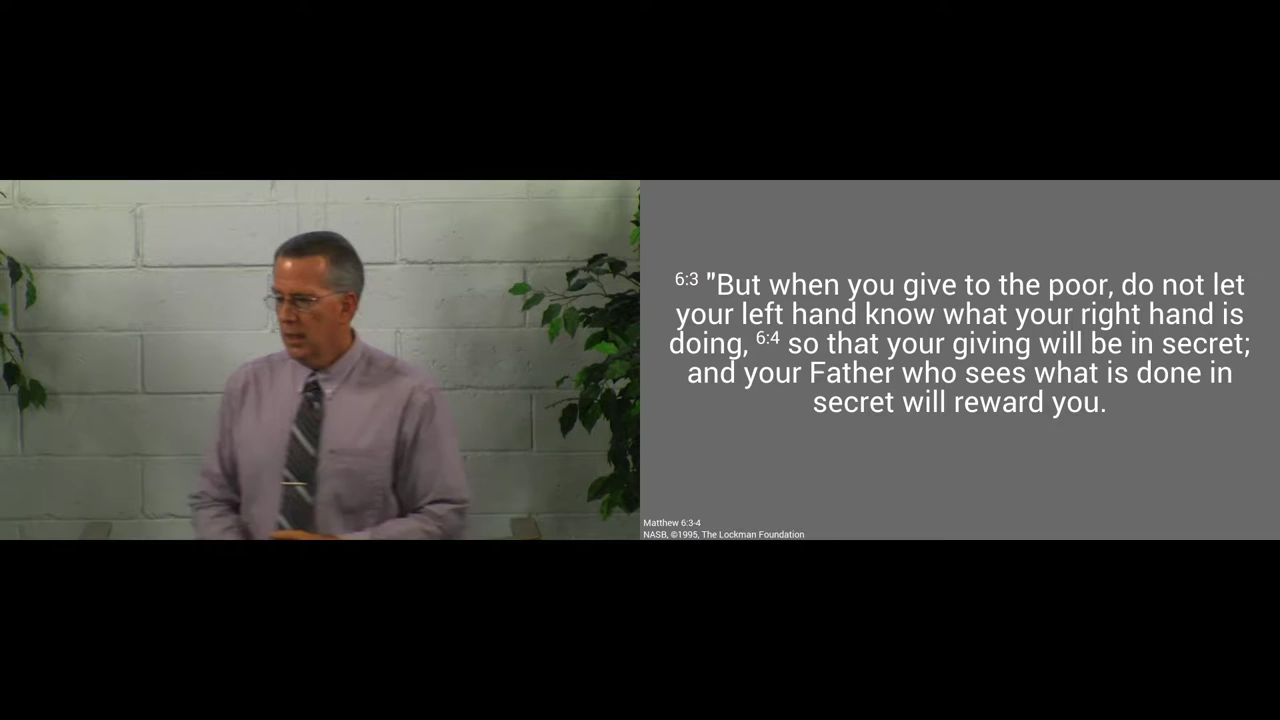 6:3 "But when you give to the poor, do not let
your left hand know what your right hand is
doing, 6:4 so that your giving will be in secret;
and your Father who sees what is done in
secret will reward you.
Matthew 6:3-4
NASB, ©1995, The Lockman Foundation